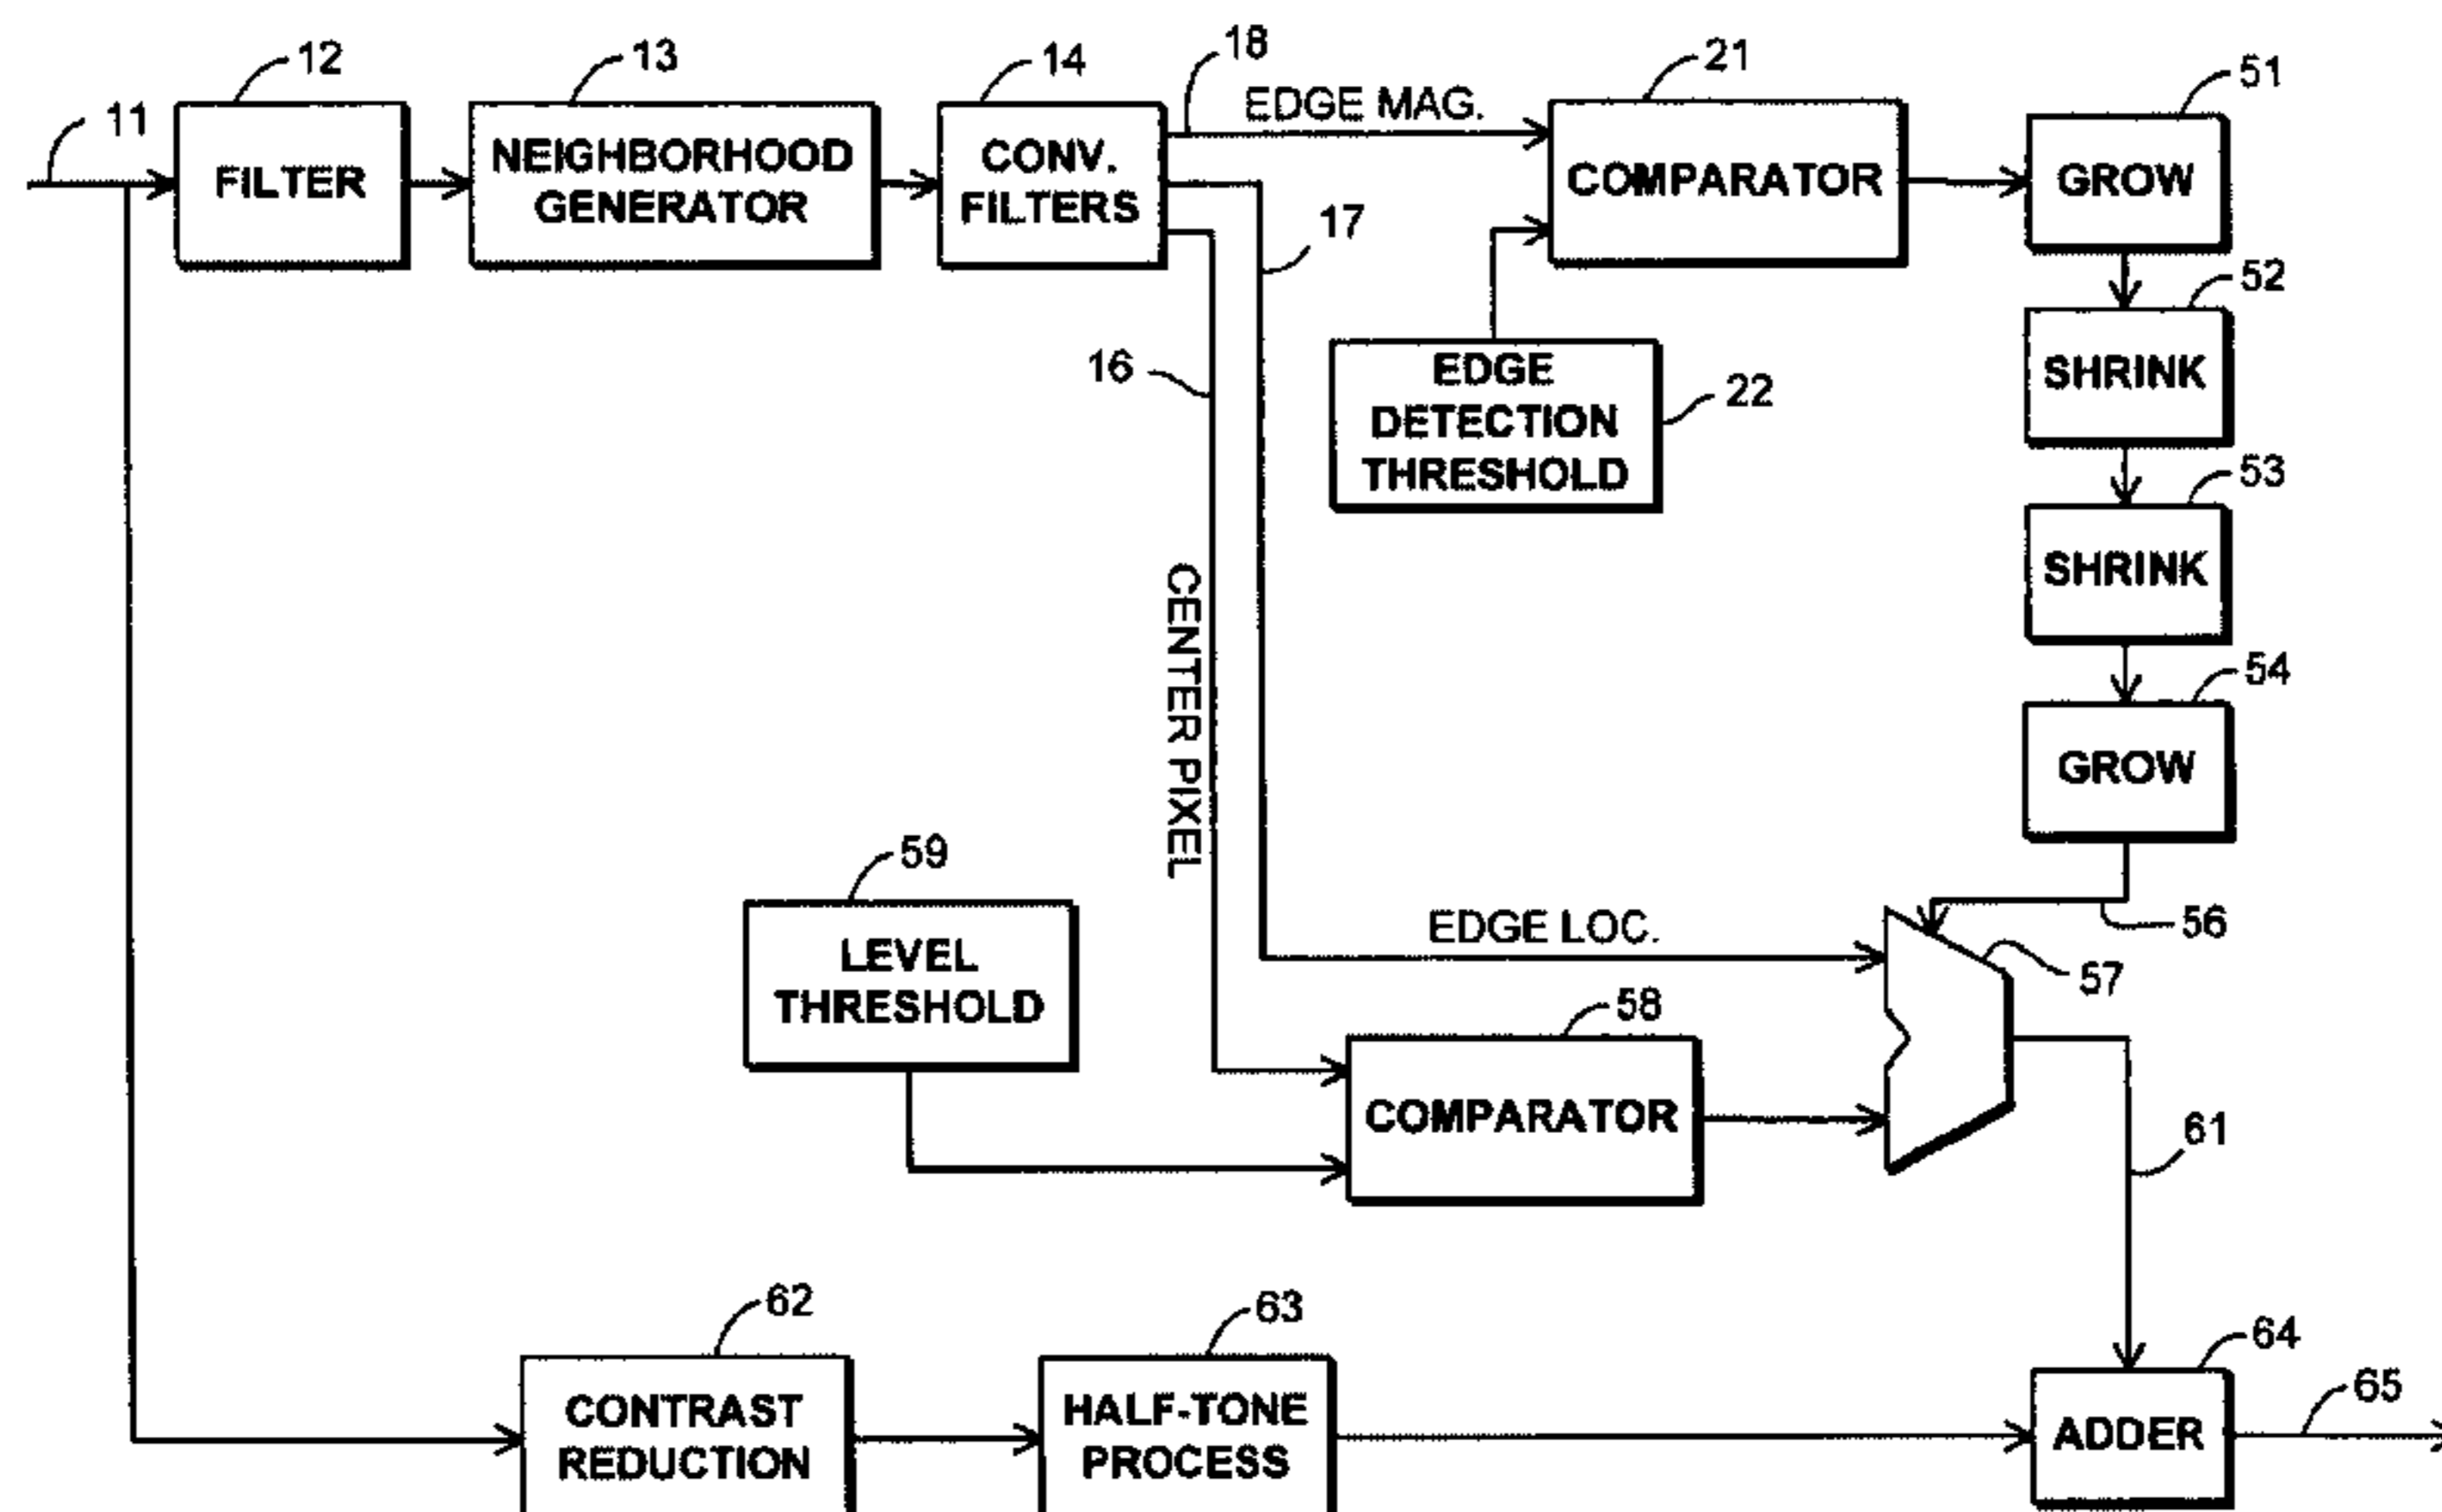 11
12
FILTER
13
NEIGHBORHOOD
GENERATOR
14
CONV.
FILTERS
18
EDGE MAG.
17
16
CENTER PIXEL
21
COMPARATOR
22
EDGE
DETECTION
THRESHOLD
51
GROW
52
SHRINK
53
SHRINK
54
GROW
56
57
EDGE LOC.
59
LEVEL
THRESHOLD
58
COMPARATOR
61
62
CONTRAST
REDUCTION
63
HALF-TONE
PROCESS
64
ADDER
65